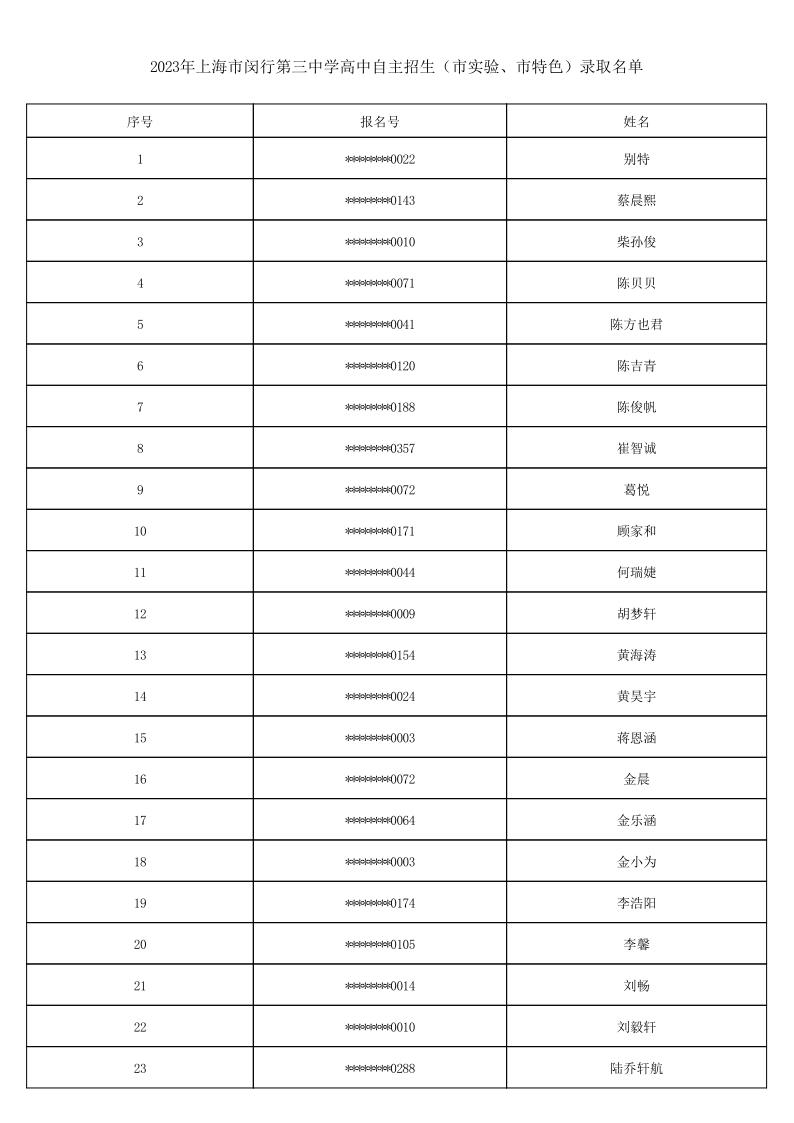 2023年上海市闵行第三中学高中自主招生（市实验、市特色）录取名单
序号 报名号 姓名
1 ********0022 别特
2 ********0143 蔡晨熙
3 ********0010 柴孙俊
4 ********0071 陈贝贝
5 ********0041 陈方也君
6 ********0120 陈吉青
7 ********0188 陈俊帆
8 ********0357 崔智诚
9 ********0072 葛悦
10 ********0171 顾家和
11 ********0044 何瑞婕
12 ********0009 胡梦轩
13 ********0154 黄海涛
14 ********0024 黄昊宇
15 ********0003 蒋恩涵
16 ********0072 金晨
17 ********0064 金乐涵
18 ********0003 金小为
19 ********0174 李浩阳
20 ********0105 李馨
21 ********0014 刘畅
22 ********0010 刘毅轩
23 ********0288 陆乔轩航